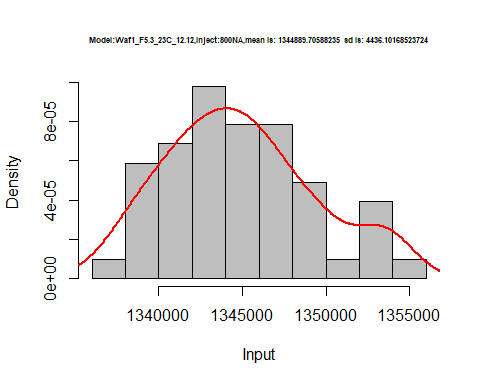 Model:Waf1_F5.3_23C_12.12,Inject:800NA,mean is: 1344889.70588235 sd is: 4436.10168523724
8e-05
4e-05
0e+00
Density
1340000 1345000 1350000 1355000
Input